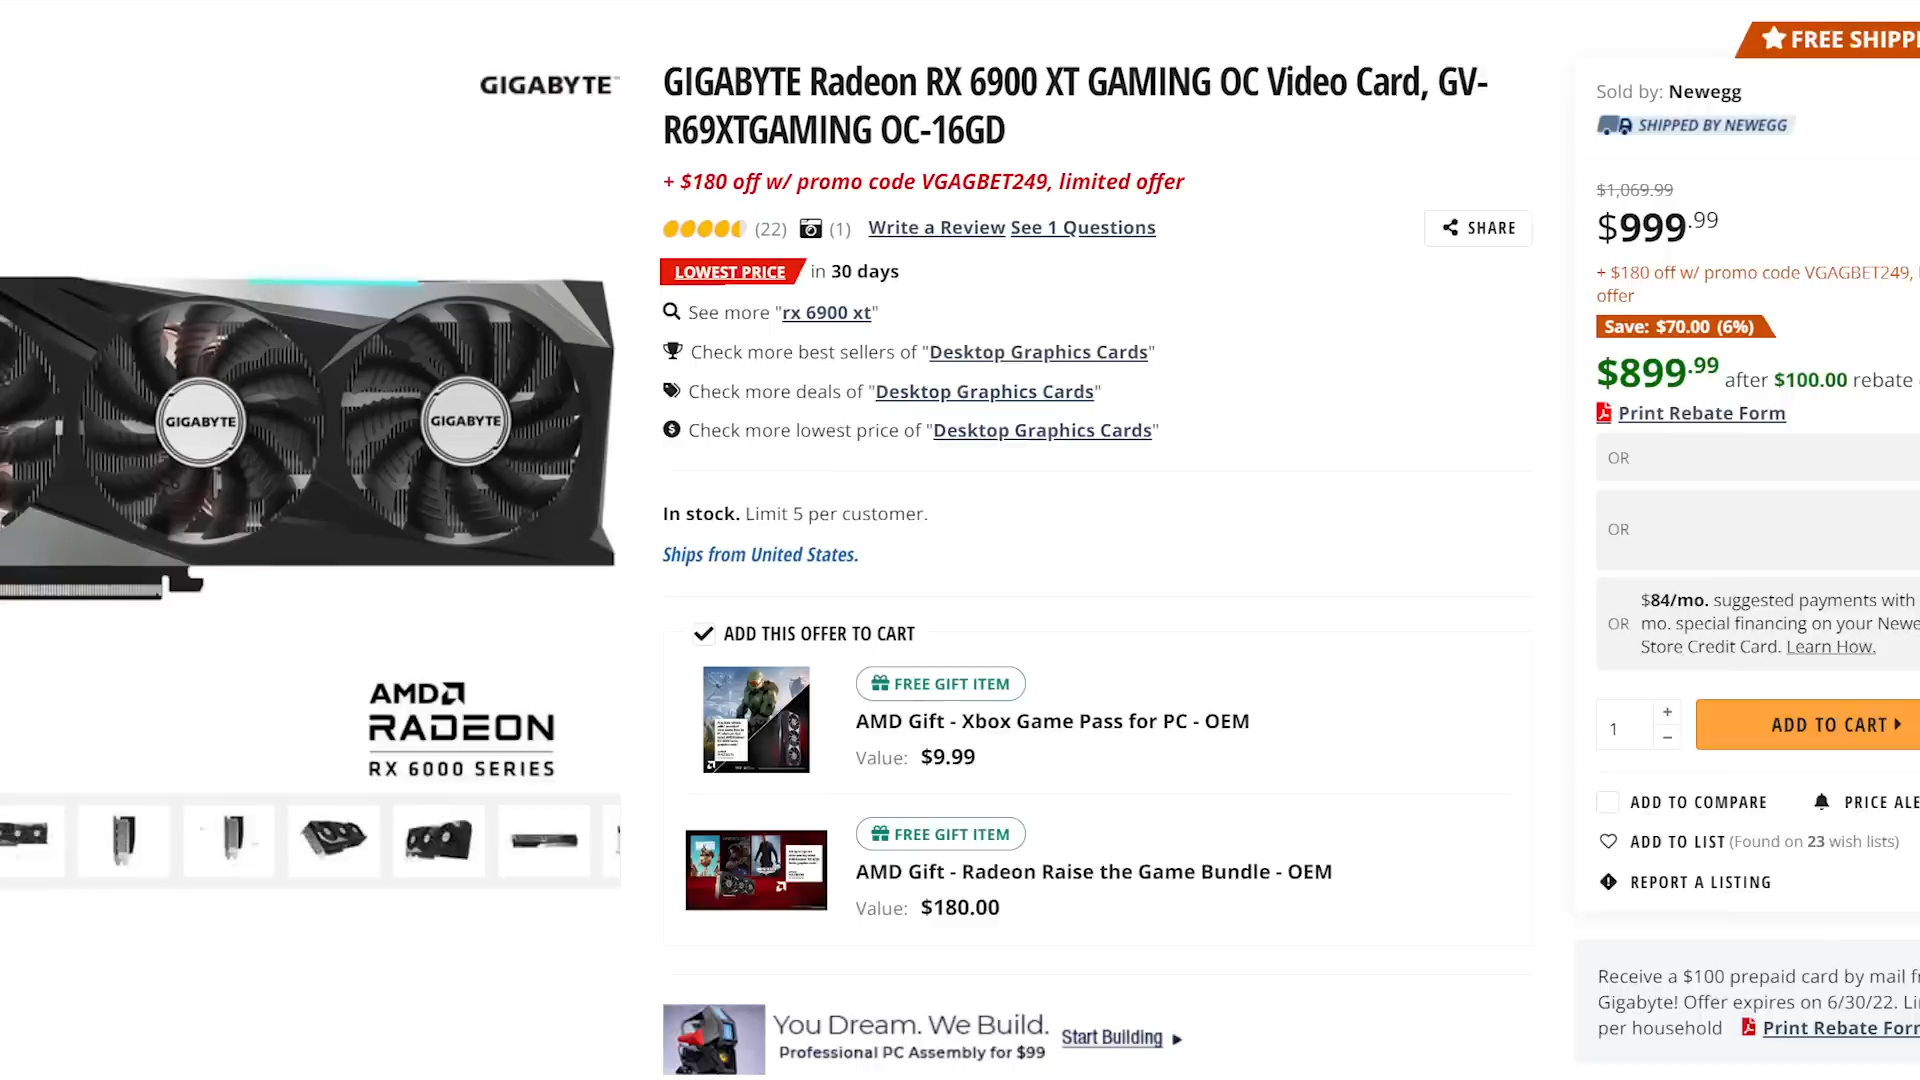 GIGABYTE™
GIGABYTE
GIGABYTE
AMD
RADEON
RX 6000 SERIES
GIGABYTE Radeon RX 6900 XT GAMING OC Video Card, GV-
R69XTGAMING OC-16GD
+ $180 off w/ promo code VGAGBET249, limited offer
(22) (1) Write a Review See 1 Questions
SHARE
LOWEST PRICE in 30 days
See more "rx 6900 xt"
Check more best sellers of "Desktop Graphics Cards"
Check more deals of "Desktop Graphics Cards"
Check more lowest price of "Desktop Graphics Cards"
In stock. Limit 5 per customer.
Ships from United States.
ADD THIS OFFER TO CART
FREE GIFT ITEM
AMD Gift - Xbox Game Pass for PC - OEM
Value: $9.99
FREE GIFT ITEM
AMD Gift - Radeon Raise the Game Bundle - OEM
Value: $180.00
You Dream. We Build.
Professional PC Assembly for $99
Start Building
FREE SHIPPI
Sold by: Newegg
SHIPPED BY NEWEGG
$1,069.99
$999.99
+ $180 off w/ promo code VGAGBET249,
offer
Save: $70.00 (6%)
$899.99 after $100.00 rebate
Print Rebate Form
OR
OR
$84/mo. suggested payments with
OR mo. special financing on your Newe
Store Credit Card. Learn How.
1
+
−
ADD TO CART
ADD TO COMPARE
PRICE ALE
ADD TO LIST (Found on 23 wish lists)
REPORT A LISTING
Receive a $100 prepaid card by mail f
Gigabyte! Offer expires on 6/30/22. Li
per household Print Rebate For